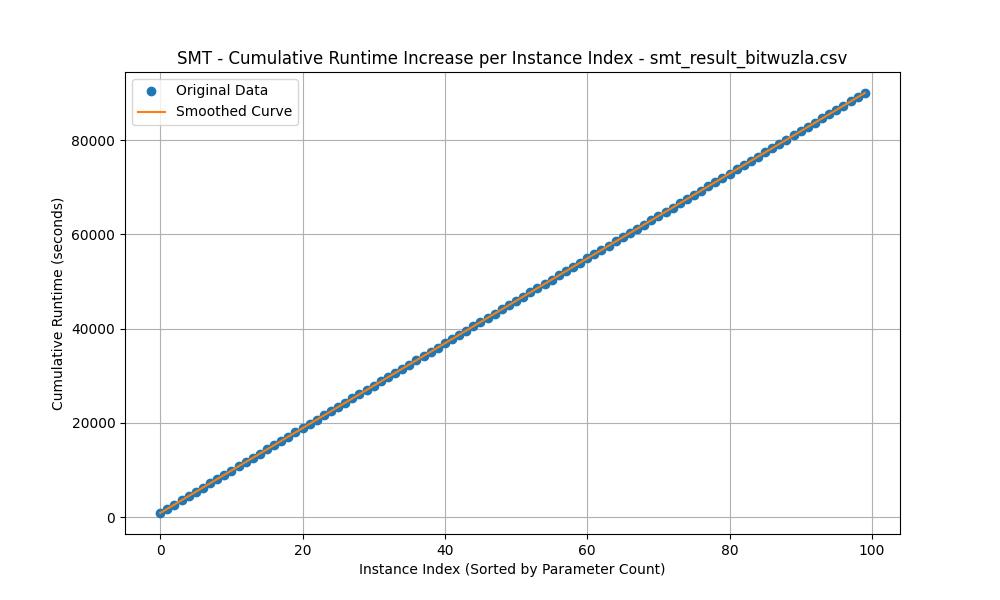 SMT - Cumulative Runtime Increase per Instance Index - smt_result_bitwuzla.csv
Original Data
Smoothed Curve
80000
60000
40000
20000
0
Cumulative Runtime (seconds)
0 20 40 60 80 100
Instance Index (Sorted by Parameter Count)